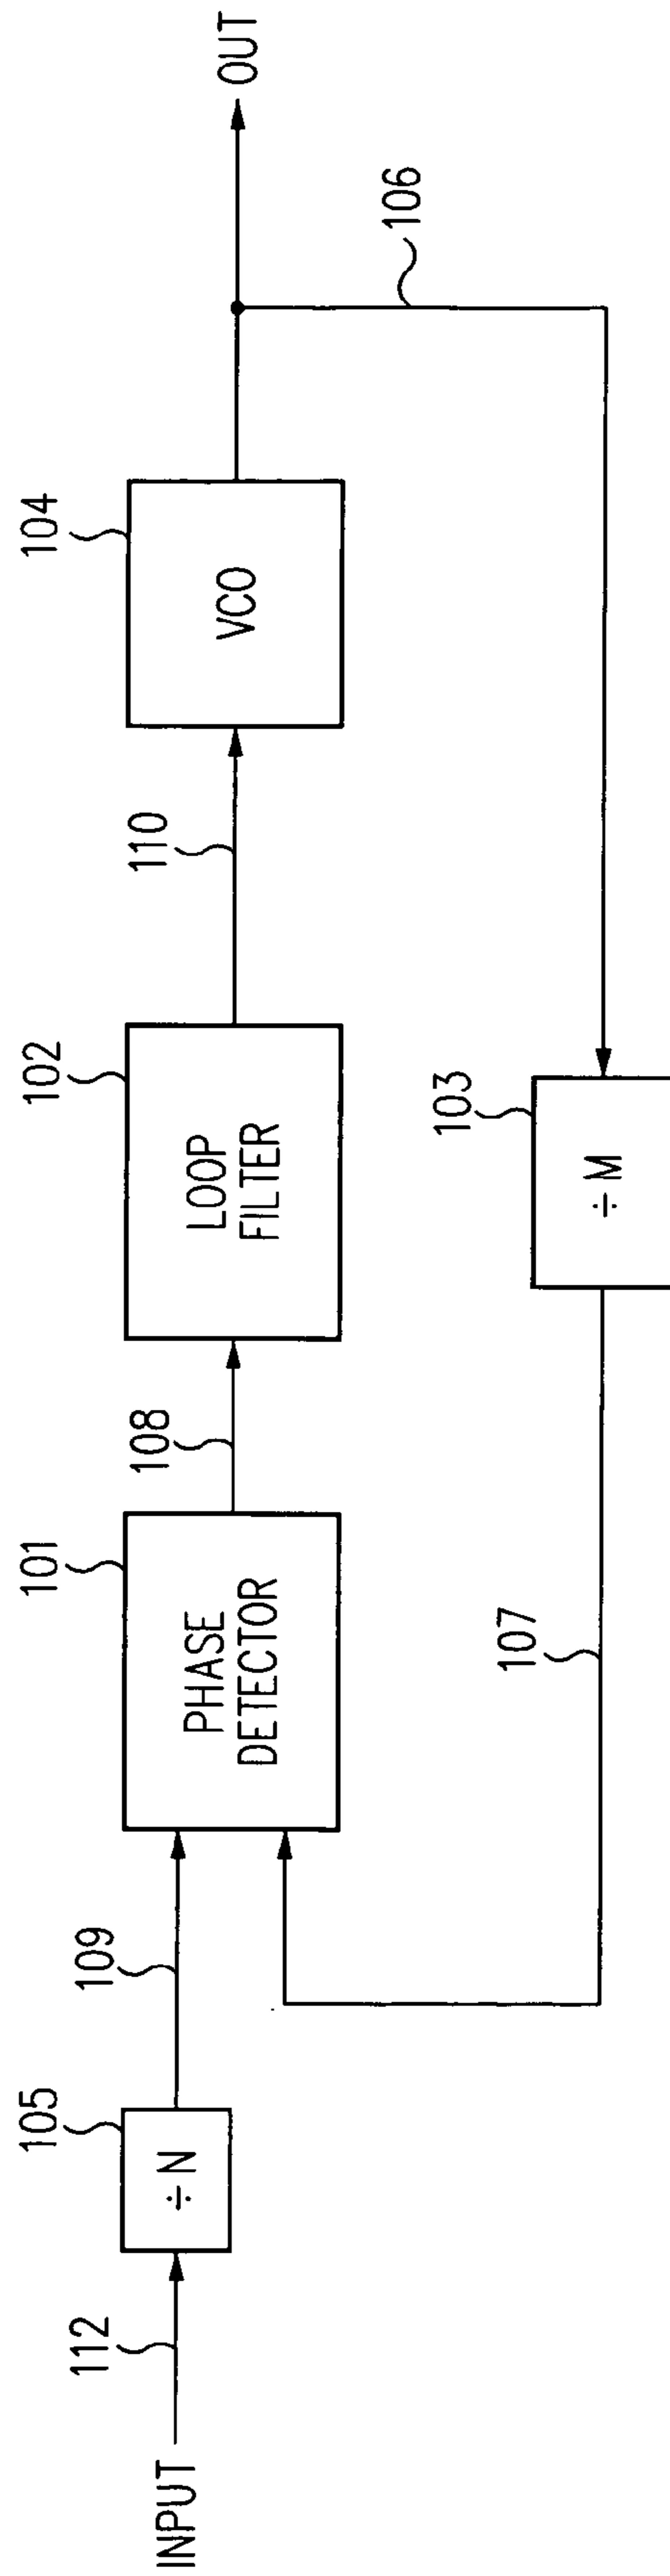 INPUT
112
105
÷ N
109
101
PHASE
DETECTOR
108
102
LOOP
FILTER
110
104
VCO
OUT
106
103
÷ M
107